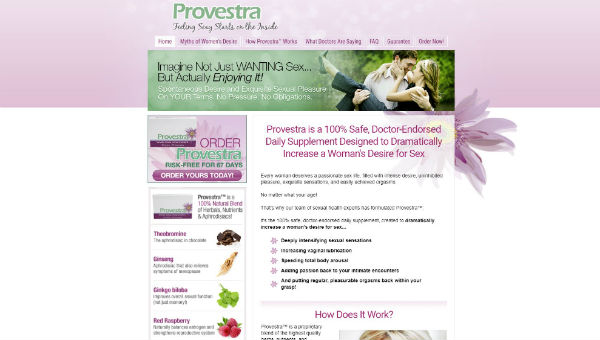 Provestra
Feeling Sexy Starts on the Inside
Home
Myths of Women's Desire
How Provestra™ Works
What Doctors Are Saying
FAQ
Guarantee
Order Now!
Imagine Not Just WANTING Sex...
But Actually Enjoying It!
Spontaneous Desire and Exquisite Sexual Pleasure
On YOUR Terms. No Pressure, No Obligations.
Provestra
ORDER
Provestra
RISK-FREE FOR 67 DAYS
ORDER YOURS TODAY!
Provestra™ is a
100% Natural Blend
of Herbals, Nutrients
& Aphrodisiacs!
Theobromine
The aphrodisiac in chocolate
Ginseng
Aphrodisiac that also relieves
symptoms of menopause
Ginkgo biloba
Improves overall sexual function
(not just memory!)
Red Raspberry
Naturally balances estrogen and
strengthens reproductive system
Provestra is a 100% Safe, Doctor-Endorsed
Daily Supplement Designed to Dramatically
Increase a Woman's Desire for Sex
Every woman deserves a passionate sex life, filled with intense desire, uninhibited
pleasure, exquisite sensations, and easily achieved orgasms.
No matter what your age!
That's why our team of sexual health experts has formulated Provestra™.
It's the 100% safe, doctor-endorsed daily supplement, created to dramatically
increase a woman's desire for sex...
Deeply intensifying sexual sensations
Increasing vaginal lubrication
Speeding total body arousal
Adding passion back to your intimate encounters
And putting regular, pleasurable orgasms back within your
grasp!
How Does It Work?
Provestra™ is a proprietary
blend of the highest quality
herbs, nutrients, and